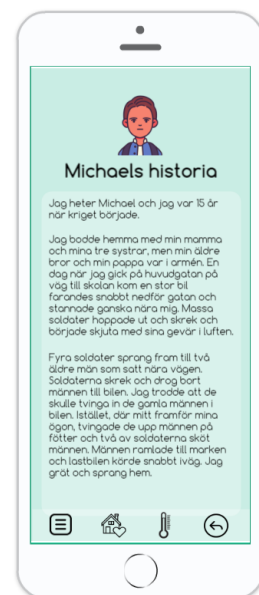 Michaels historia
Jag heter Michael och jag var 15 år
när kriget började.
Jag bodde hemma med min mamma
och mina tre systrar, men min äldre
bror och min pappa var i armén. En
dag när jag gick på huvudgatan på
väg till skolan kom en stor bil
farandes snabbt nedför gatan och
stannade ganska nära mig. Massa
soldater hoppade ut och skrek och
började skjuta med sina gevär i luften.
Fyra soldater sprang fram till två
äldre män som satt nära vägen.
Soldaterna skrek och drog bort
männen till bilen. Jag trodde att de
skulle tvinga in de gamla männen i
bilen. Istället, där mitt framför mina
ögon, tvingade de upp männen på
fötter och två av soldaterna sköt
männen. Männen ramlade till marken
och lastbilen körde snabbt iväg. Jag
grät och sprang hem.